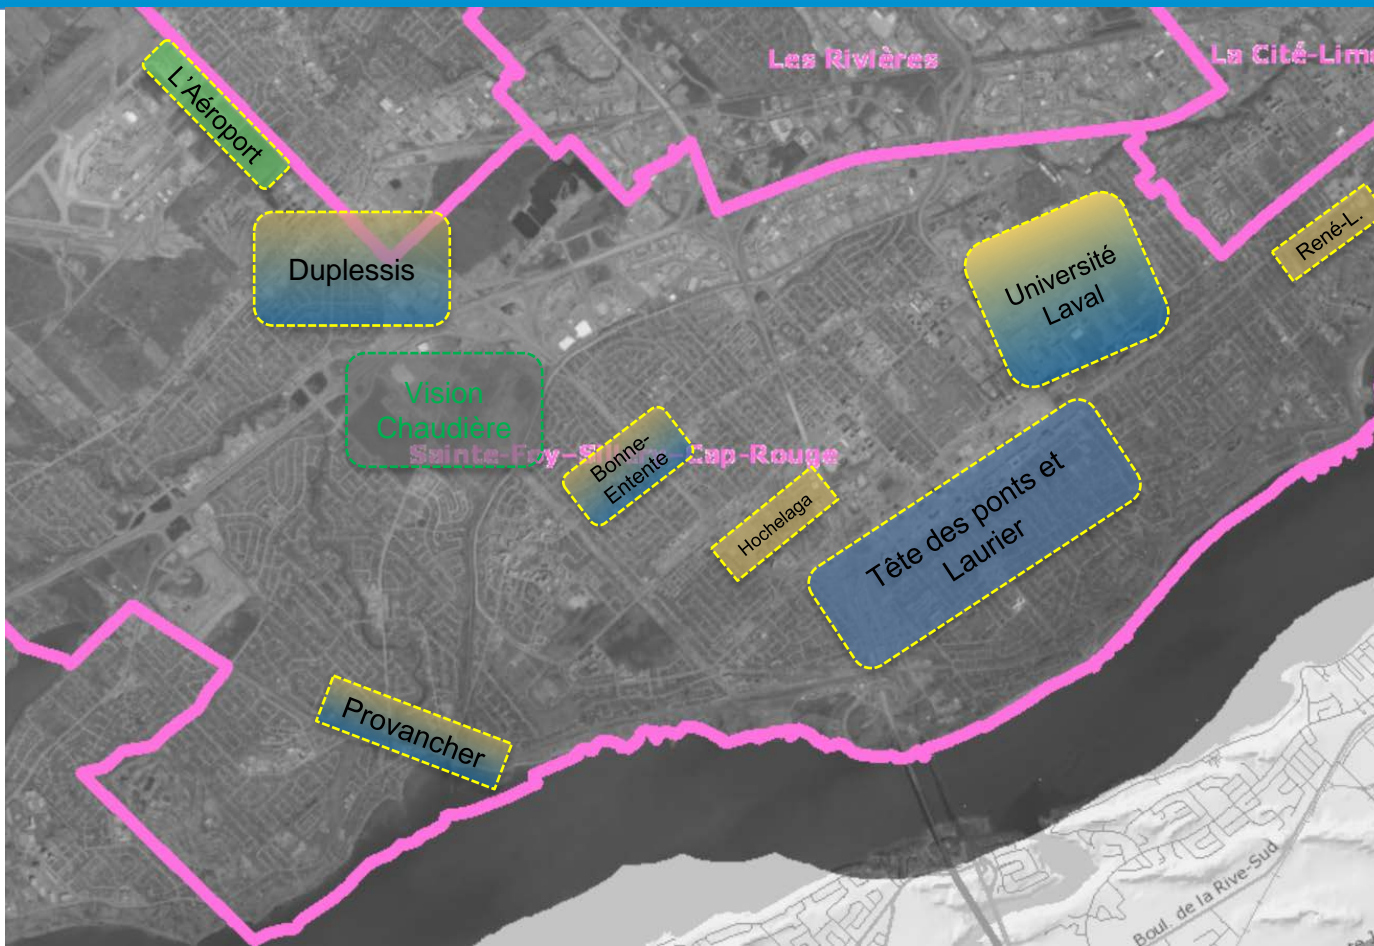 Les Rivières
La Cité-Lim
L'Aéroport
René-L.
Duplessis
Université
Laval
Vision
Chaudière
Sainte-Foy–Sillery–Cap-Rouge
Bonne-
Entente
Hochelaga
Tête des ponts et
Laurier
Provancher
Boul. de la Rive-Sud